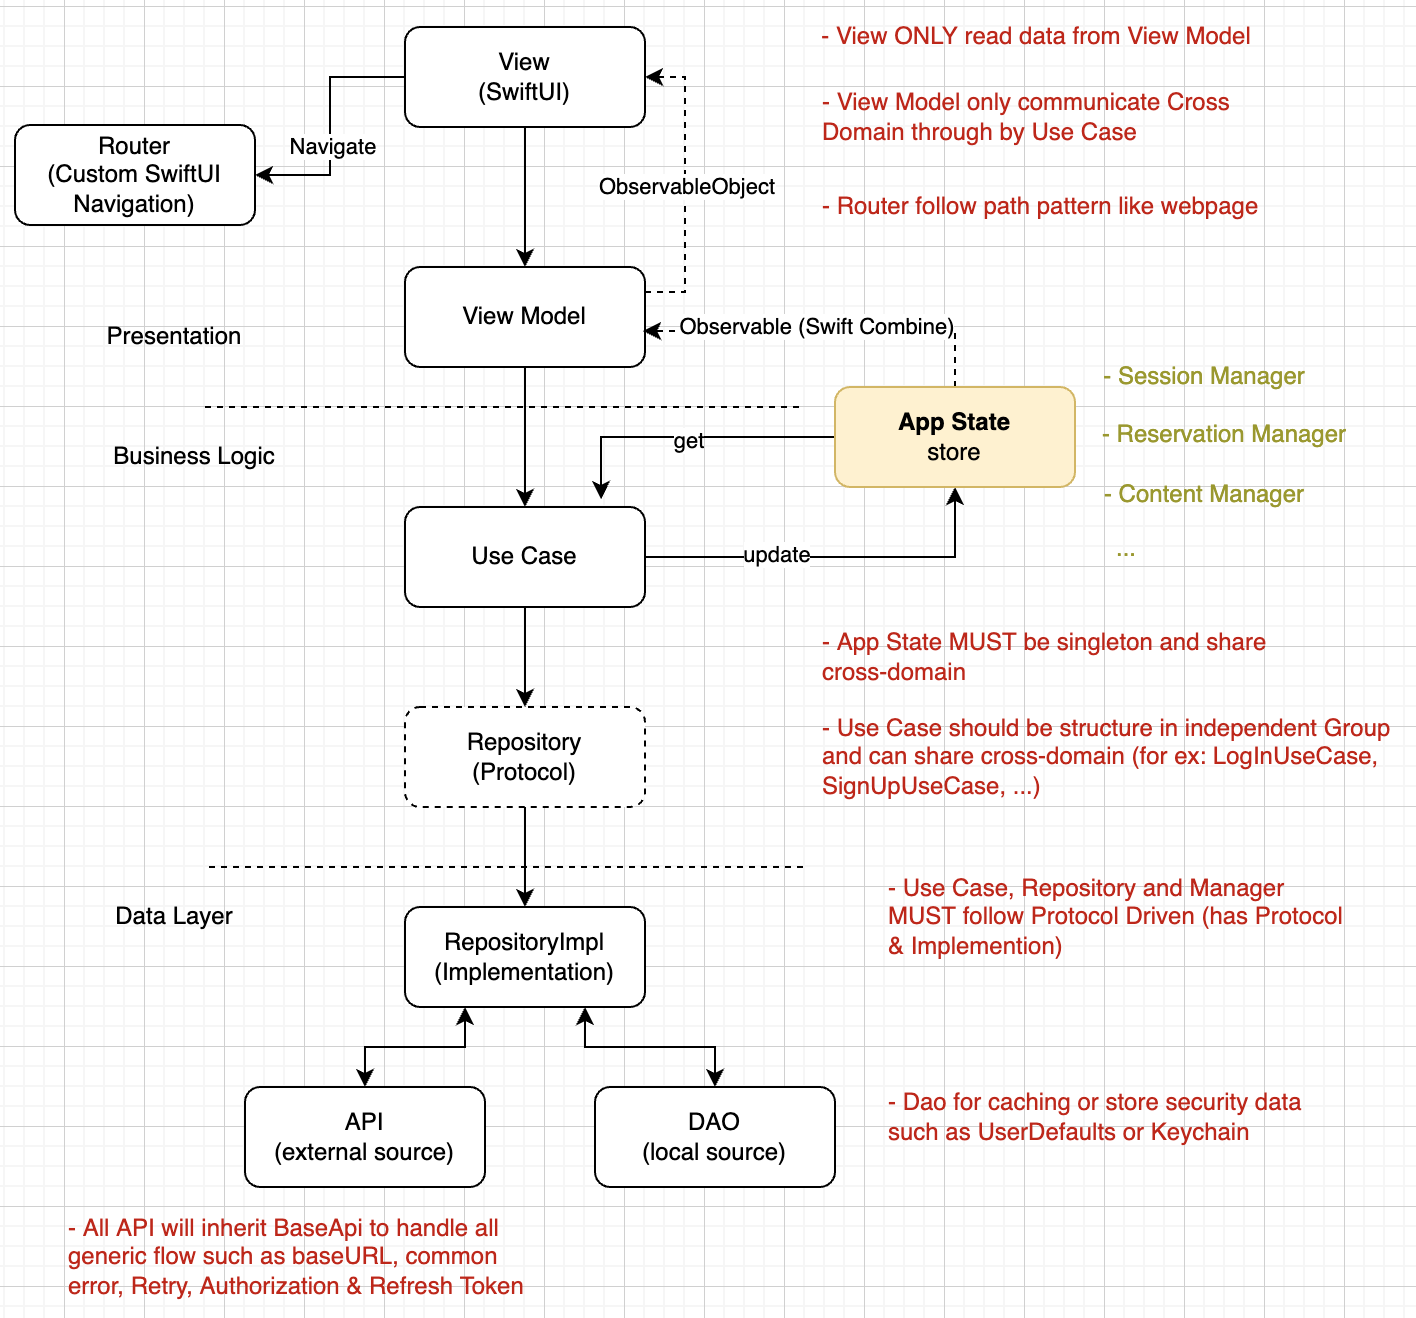 View
(SwiftUI)
- View ONLY read data from View Model
- View Model only communicate Cross
Domain through by Use Case
Router
(Custom SwiftUI
Navigation)
Navigate
ObservableObject
- Router follow path pattern like webpage
View Model
Observable (Swift Combine)
Presentation
- Session Manager
App State
store
- Reservation Manager
get
Business Logic
- Content Manager
Use Case
update
...
- App State MUST be singleton and share
cross-domain
Repository
(Protocol)
- Use Case should be structure in independent Group
and can share cross-domain (for ex: LogInUseCase,
SignUpUseCase, ...)
Data Layer
- Use Case, Repository and Manager
MUST follow Protocol Driven (has Protocol
& Implemention)
RepositoryImpl
(Implementation)
API
(external source)
DAO
(local source)
- Dao for caching or store security data
such as UserDefaults or Keychain
- All API will inherit BaseApi to handle all
generic flow such as baseURL, common
error, Retry, Authorization & Refresh Token